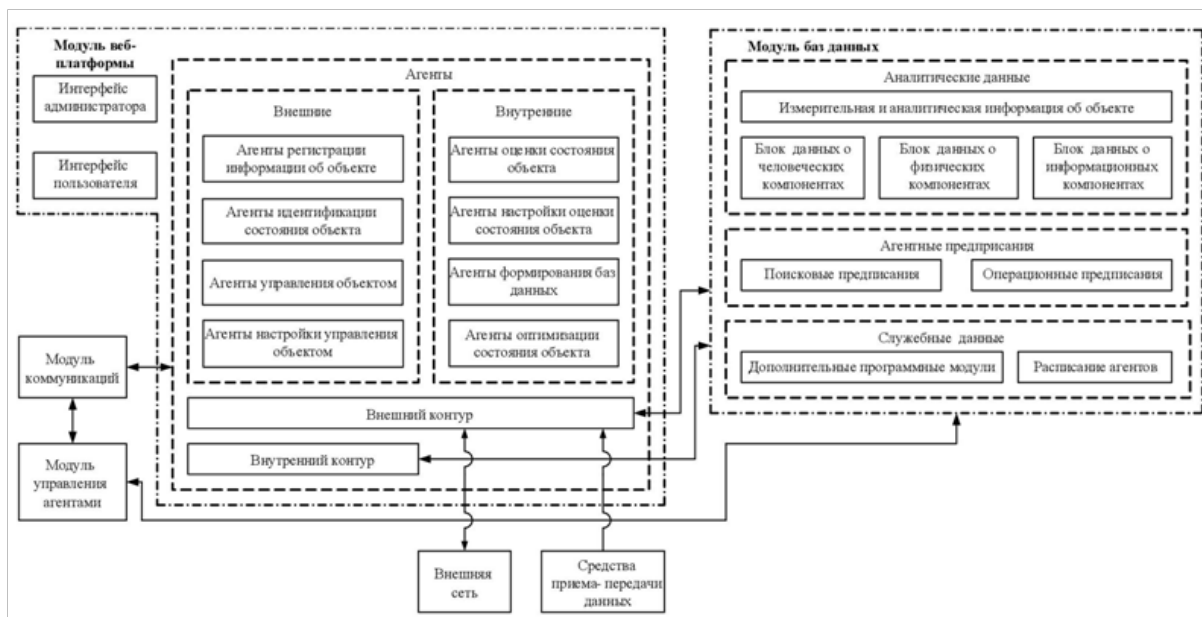 Модуль веб-
платформы
Интерфейс
администратора
Интерфейс
пользователя
Агенты
Внешние
Агенты регистрации
информации об объекте
Агенты идентификации
состояния объекта
Агенты управления объектом
Агенты настройки управления
объектом
Внутренние
Агенты оценки состояния
объекта
Агенты настройки оценки
состояния объекта
Агенты формирования баз
данных
Агенты оптимизации
состояния объекта
Внешний контур
Внутренний контур
Модуль
коммуникаций
Модуль
управления
агентами
Внешняя
сеть
Средства
приема- передачи
данных
Модуль баз данных
Аналитические данные
Измерительная и аналитическая информация об объекте
Блок данных о
человеческих
компонентах
Блок данных о
физических
компонентах
Блок данных о
информационных
компонентах
Агентные предприсания
Поисковые предписания
Операционные предписания
Служебные данные
Дополнительные программные модули
Расписание агентов